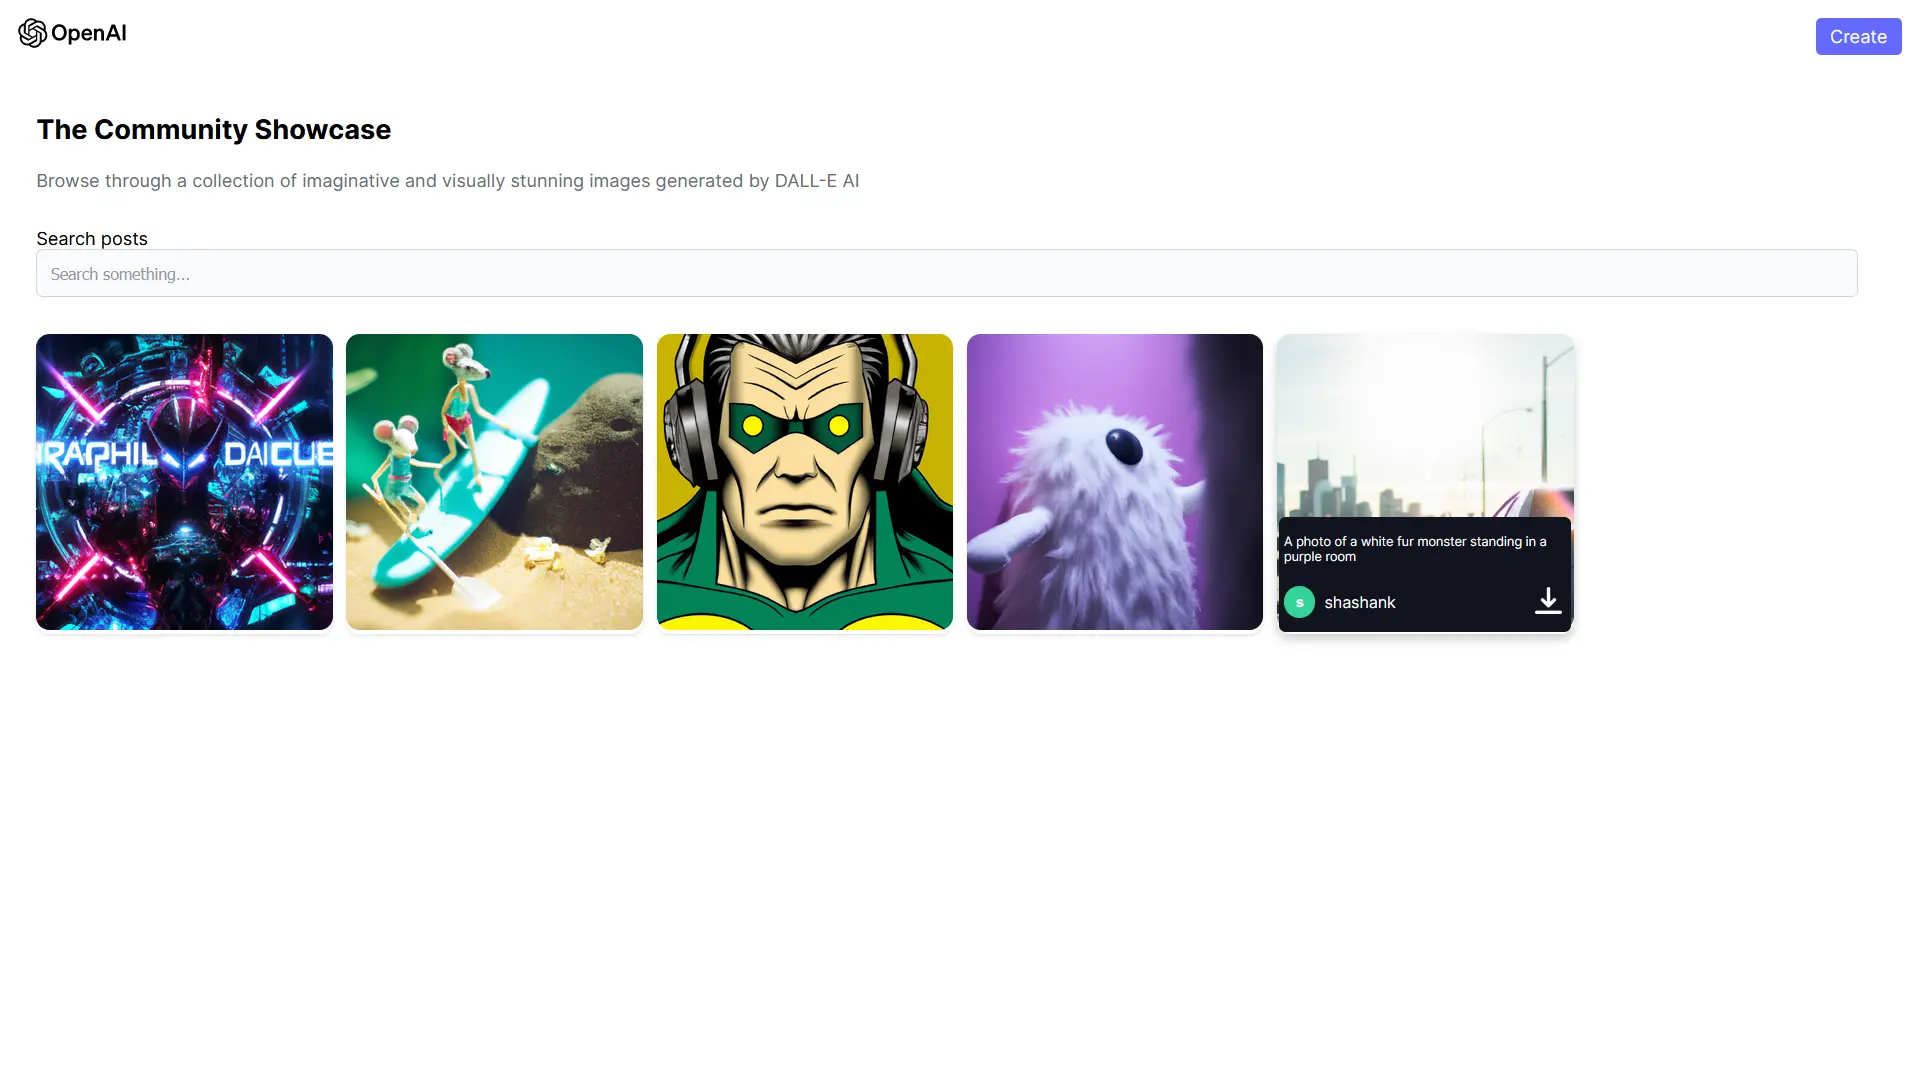 OpenAI
Create
The Community Showcase
Browse through a collection of imaginative and visually stunning images generated by DALL-E AI
Search posts
Search something...
RAPHIL DAICUE
A photo of a white fur monster standing in a
purple room
s shashank